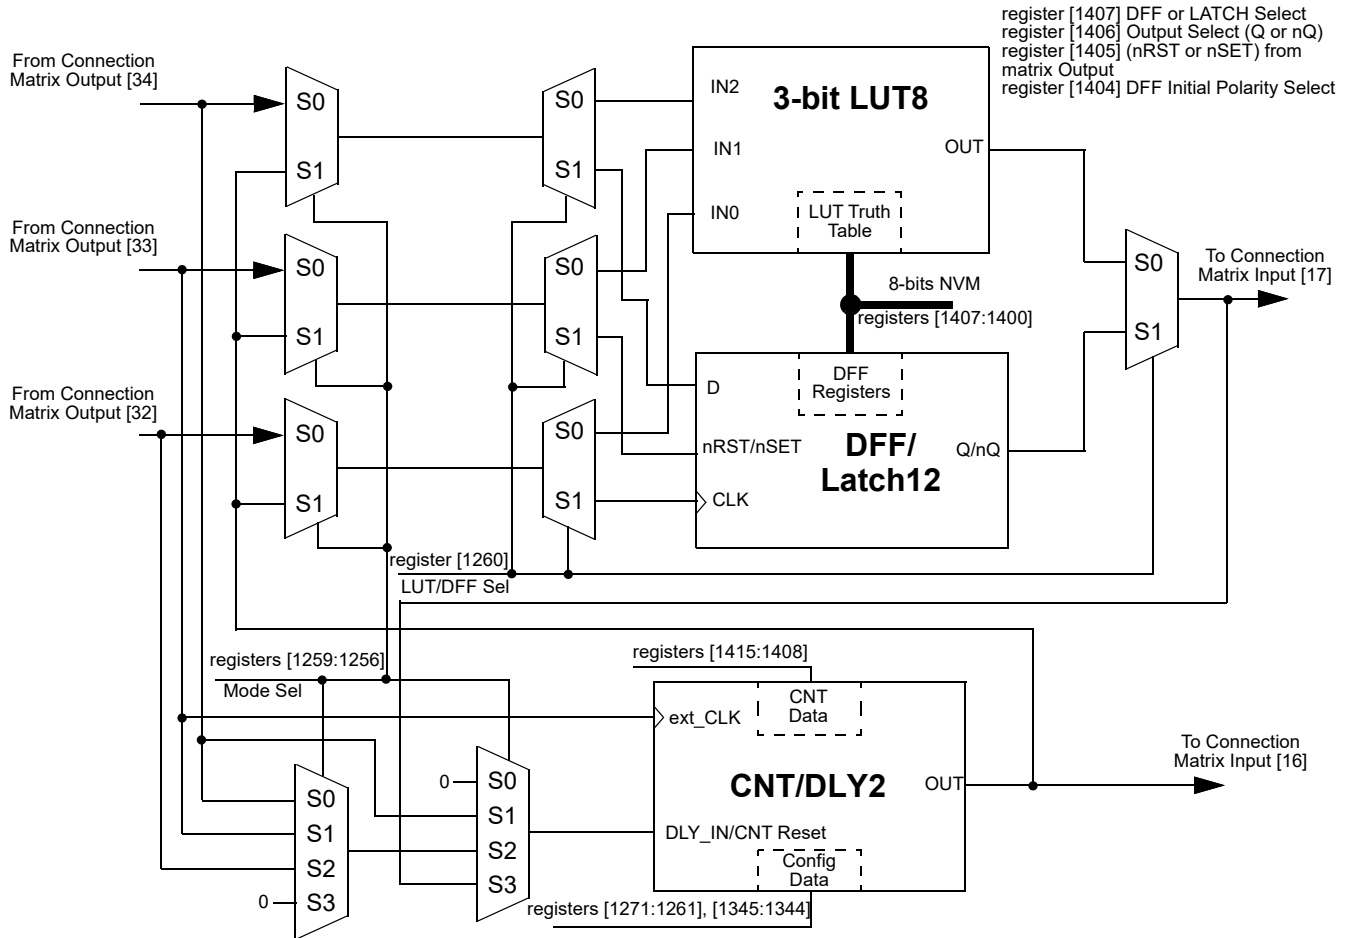 register [1407] DFF or LATCH Select
register [1406] Output Select (Q or nQ)
register [1405] (nRST or nSET) from
matrix Output
register [1404] DFF Initial Polarity Select
From Connection
Matrix Output [34]
S0
S1
S0
S1
IN2
3-bit LUT8
IN1
OUT
IN0
LUT Truth
Table
From Connection
Matrix Output [33]
S0
S1
S0
S1
8-bits NVM
registers [1407:1400]
S0
S1
To Connection
Matrix Input [17]
From Connection
Matrix Output [32]
S0
S1
S0
S1
DFF
Registers
D
nRST/nSET
DFF/
Latch12
Q/nQ
CLK
register [1260]
LUT/DFF Sel
registers [1259:1256]
Mode Sel
registers [1415:1408]
CNT
Data
ext_CLK
CNT/DLY2
OUT
To Connection
Matrix Input [16]
DLY_IN/CNT Reset
Config
Data
0
S0
S1
S2
S3
S0
S1
S2
0
S3
registers [1271:1261], [1345:1344]